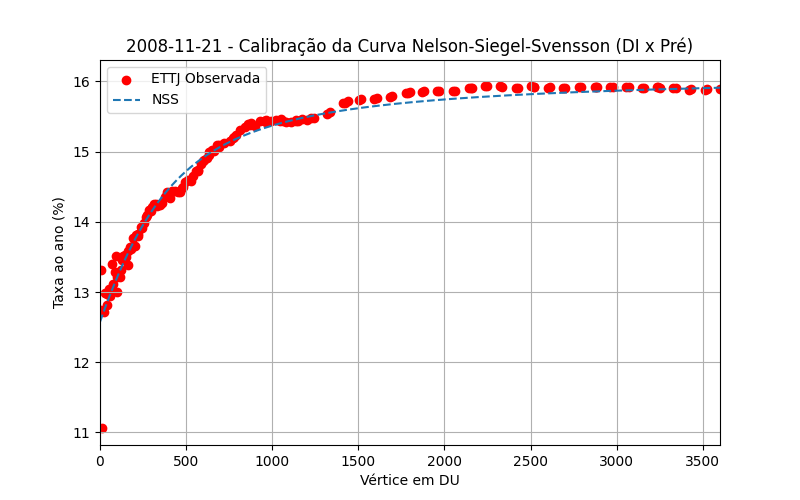 2008-11-21 - Calibração da Curva Nelson-Siegel-Svensson (DI x Pré)
ETTJ Observada
NSS
Taxa ao ano (%)
16
15
14
13
12
11
0 500 1000 1500 2000 2500 3000 3500
Vértice em DU